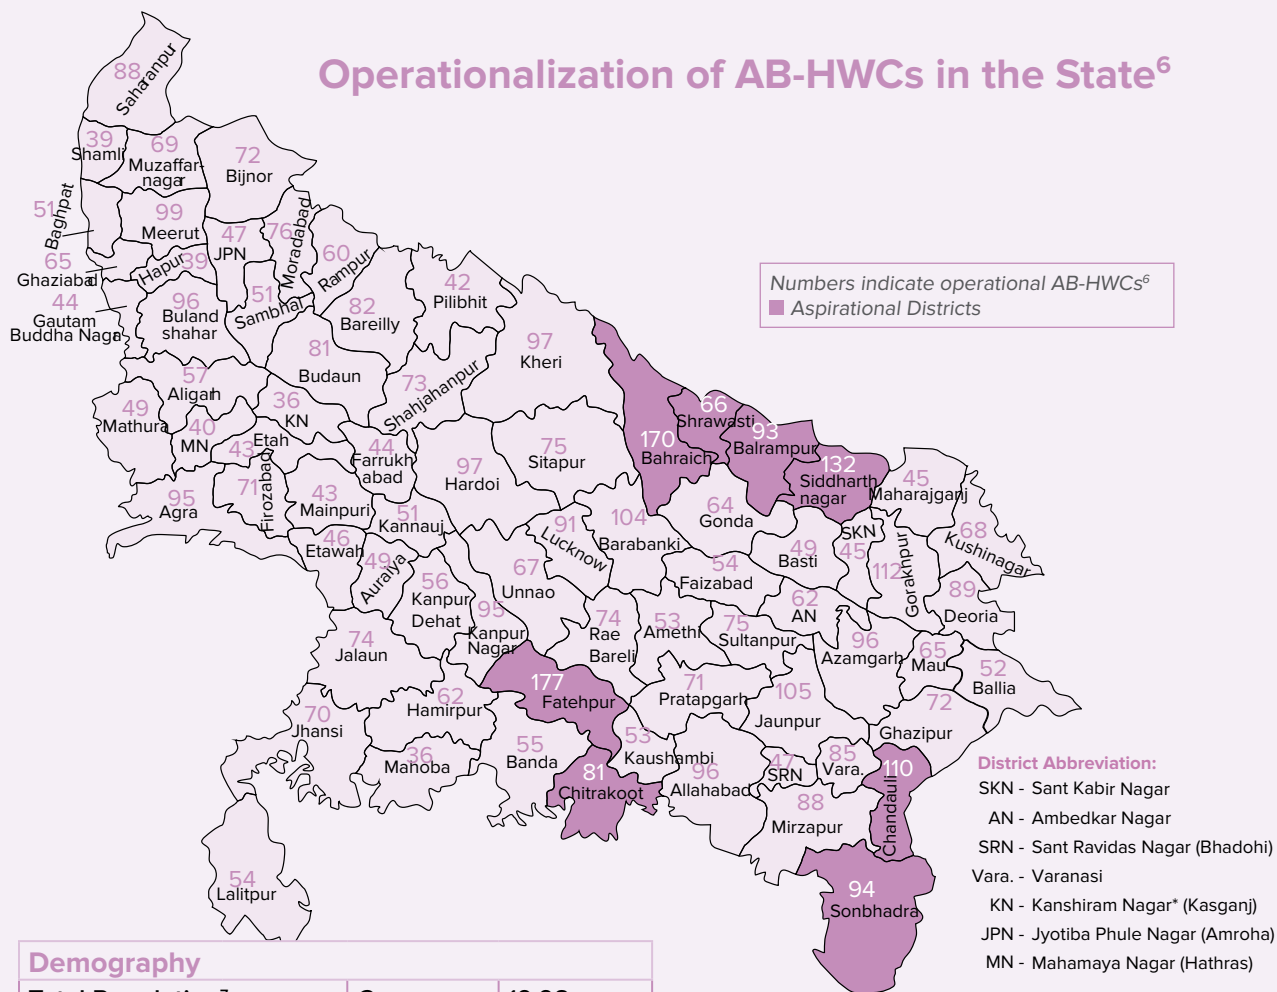 Operationalization of AB-HWCs in the State⁶
88
Saharanpur
39
Shamli
69
Muzaffar-
nagar
72
Bijnor
51
Baghpat
99
Meerut
47
JPN
76
Moradabad
60
Rampur
65
Ghaziabad
Hapur
39
44
Gautam
Buddha Nagar
96
Buland
shahar
51
Sambhal
82
Bareilly
42
Pilibhit
Numbers indicate operational AB-HWCs⁶
Aspirational Districts
81
Budaun
73
Shahjahanpur
97
Kheri
57
Aligarh
49
Mathura
40
MN
36
KN
43
Etah
44
Farrukh
abad
97
Hardoi
75
Sitapur
170
Bahraich
66
Shrawasti
93
Balrampur
132
Siddharth
nagar
45
Maharajganj
95
Agra
71
Firozabad
43
Mainpuri
51
Kannauj
91
Lucknow
104
Barabanki
64
Gonda
49
Basti
SKN
45
112
Gorakhpur
68
Kushinagar
46
Etawah
49
Auraiya
56
Kanpur
Dehat
95
Kanpur
Nagar
67
Unnao
74
Rae
Bareli
53
Amethi
54
Faizabad
75
Sultanpur
62
AN
89
Deoria
96
Azamgarh
65
Mau
52
Ballia
74
Jalaun
70
Jhansi
62
Hamirpur
36
Mahoba
177
Fatehpur
55
Banda
81
Chitrakoot
53
Kaushambi
71
Pratapgarh
105
Jaunpur
72
Ghazipur
96
Allahabad
47
SRN
85
Vara.
110
Chandauli
88
Mirzapur
94
Sonbhadra
54
Lalitpur
District Abbreviation:
SKN - Sant Kabir Nagar
AN - Ambedkar Nagar
SRN - Sant Ravidas Nagar (Bhadohi)
Vara. - Varanasi
KN - Kanshiram Nagar* (Kasganj)
JPN - Jyotiba Phule Nagar (Amroha)
MN - Mahamaya Nagar (Hathras)
Demography